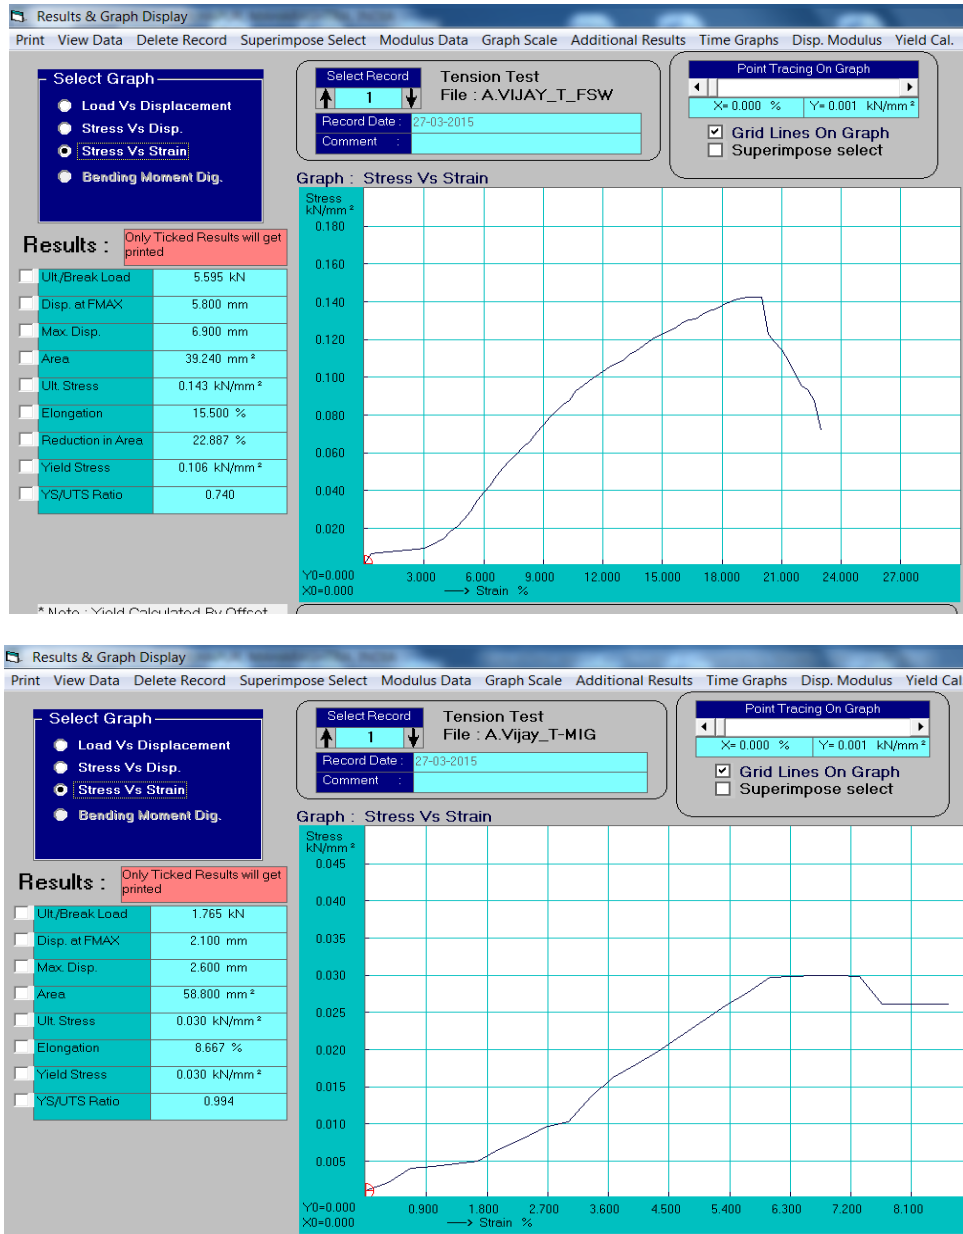 Results & Graph Display
Print View Data Delete Record Superimpose Select Modulus Data Graph Scale Additional Results Time Graphs Disp. Modulus Yield Cal.
Select Graph
Load Vs Displacement
Stress Vs Disp.
Stress Vs Strain
Bending Moment Dig.
Select Record
1
Tension Test
File : A.VIJAY_T_FSW
Record Date : 27-03-2015
Comment :
Point Tracing On Graph
X= 0.000 % Y= 0.001 kN/mm²
Grid Lines On Graph
Superimpose select
Results :
Only Ticked Results will get
printed
Ult./Break Load 5.595 kN
Disp. at FMAX 5.800 mm
Max. Disp. 6.900 mm
Area 39.240 mm²
Ult. Stress 0.143 kN/mm²
Elongation 15.500 %
Reduction in Area 22.887 %
Yield Stress 0.106 kN/mm²
YS/UTS Ratio 0.740
* Note : Yield Calculated By Offset
Graph : Stress Vs Strain
Stress
kN/mm²
0.180
0.160
0.140
0.120
0.100
0.080
0.060
0.040
0.020
Y0=0.000
X0=0.000
3.000 6.000 9.000 12.000 15.000 18.000 21.000 24.000 27.000
Strain %
Results & Graph Display
Print View Data Delete Record Superimpose Select Modulus Data Graph Scale Additional Results Time Graphs Disp. Modulus Yield Cal
Select Graph
Load Vs Displacement
Stress Vs Disp.
Stress Vs Strain
Bending Moment Dig.
Select Record
1
Tension Test
File : A.Vijay_T-MIG
Record Date : 27-03-2015
Comment :
Point Tracing On Graph
X= 0.000 % Y= 0.001 kN/mm²
Grid Lines On Graph
Superimpose select
Results :
Only Ticked Results will get
printed
Ult./Break Load 1.765 kN
Disp. at FMAX 2.100 mm
Max. Disp. 2.600 mm
Area 58.800 mm²
Ult. Stress 0.030 kN/mm²
Elongation 8.667 %
Yield Stress 0.030 kN/mm²
YS/UTS Ratio 0.994
Graph : Stress Vs Strain
Stress
kN/mm²
0.045
0.040
0.035
0.030
0.025
0.020
0.015
0.010
0.005
Y0=0.000
X0=0.000
0.900 1.800 2.700 3.600 4.500 5.400 6.300 7.200 8.100
Strain %